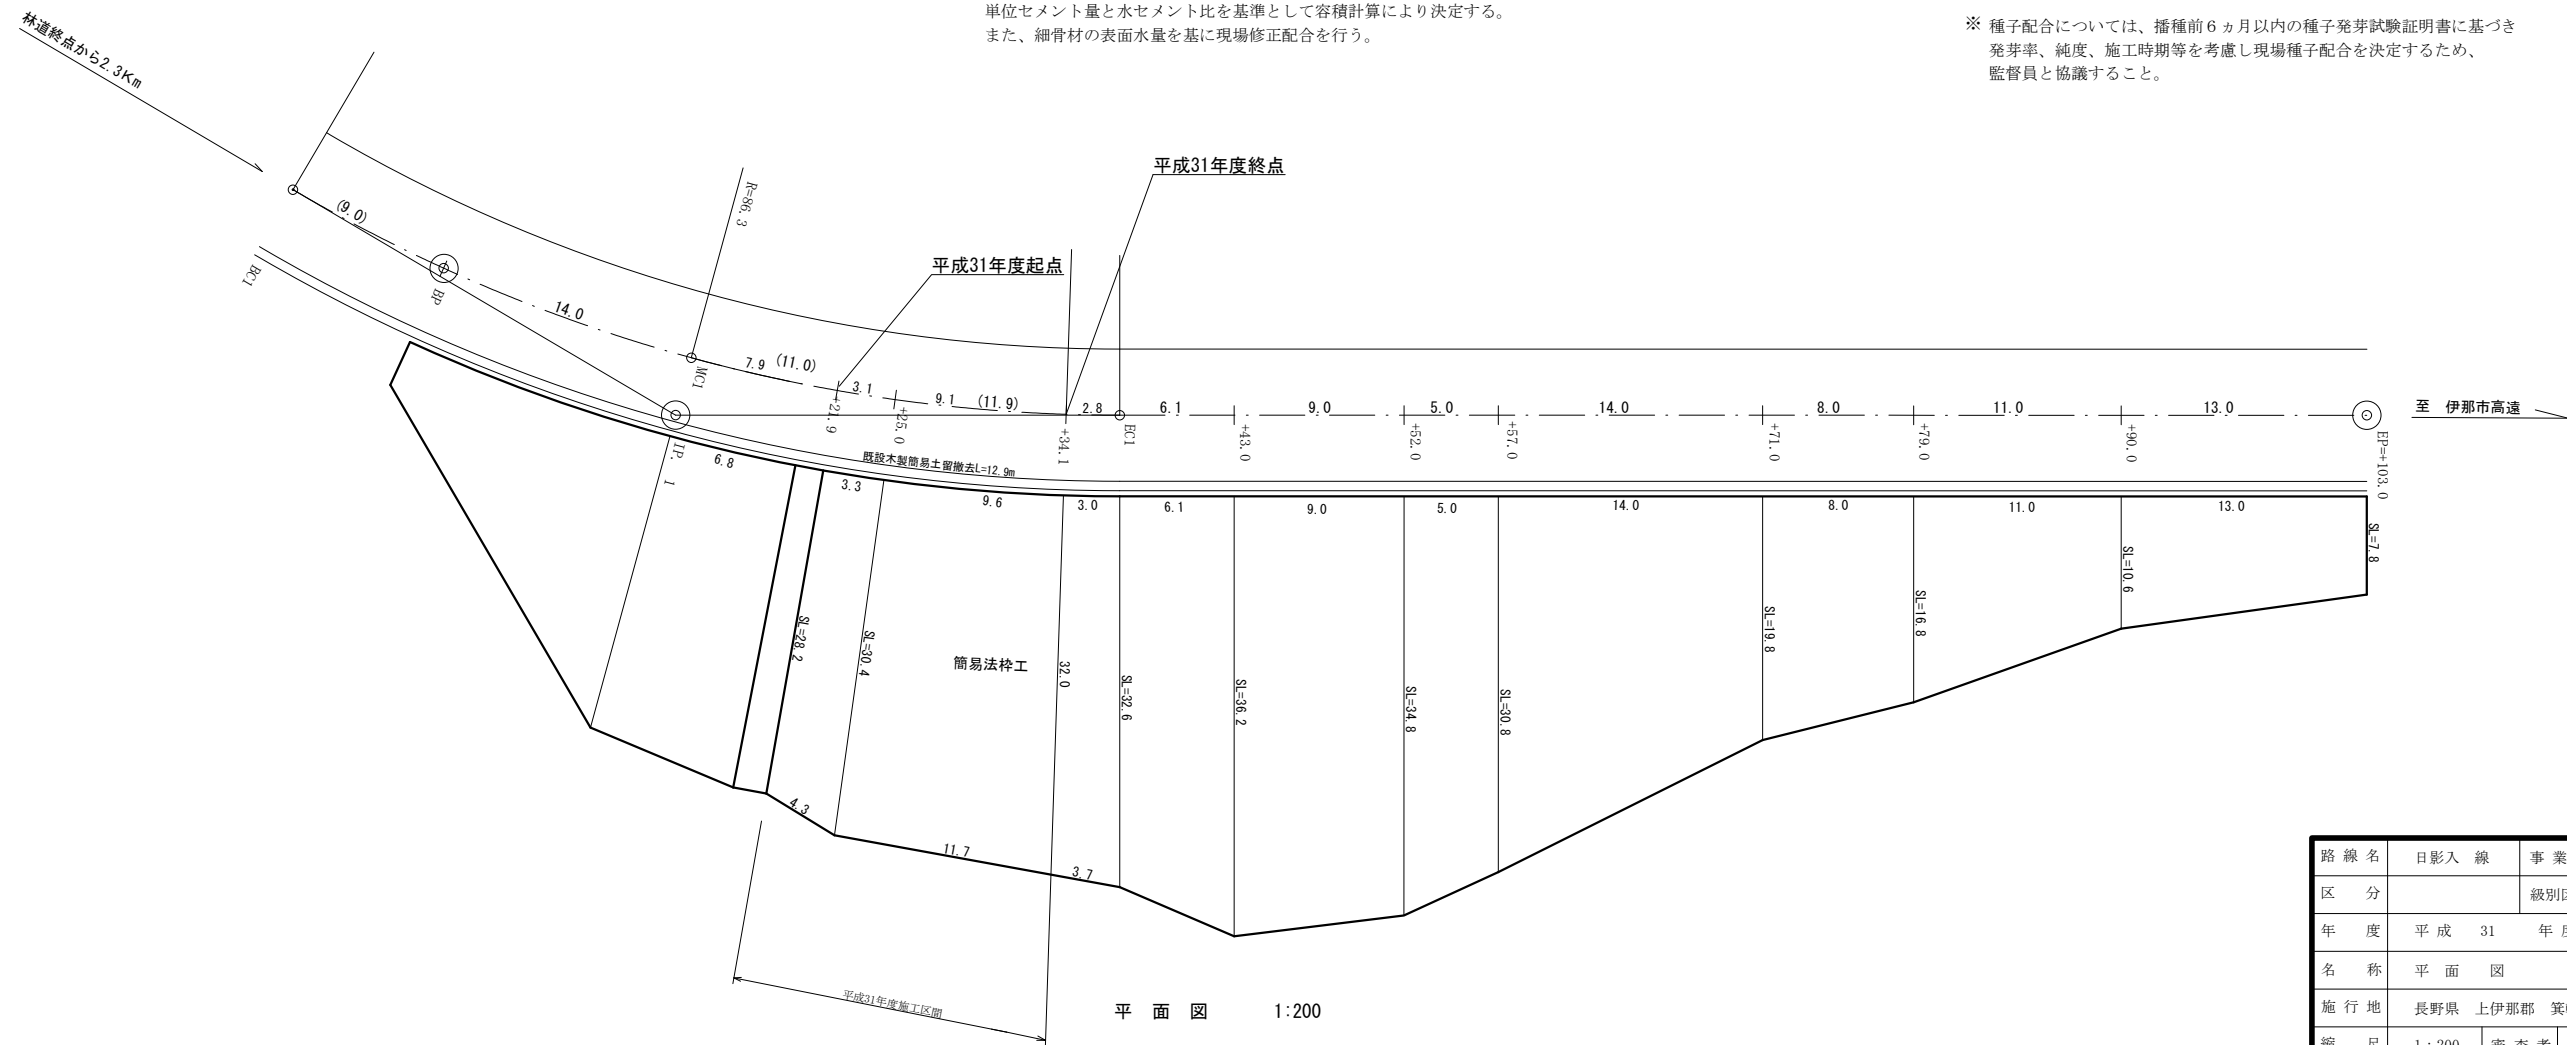 単位セメント量と水セメント比を基準として容積計算により決定する。
また、細骨材の表面水量を基に現場修正配合を行う。
※ 種子配合については、播種前６ヵ月以内の種子発芽試験証明書に基づき
発芽率、純度、施工時期等を考慮し現場種子配合を決定するため、
監督員と協議すること。
林道終点から2.3Km
平成31年度終点
R=86.3
平成31年度起点
(9.0)
BC1
BP
14.0
MC1
7.9 (11.0)
3.1
9.1 (11.9)
2.8
6.1
9.0
5.0
14.0
8.0
11.0
13.0
至 伊那市高遠
+21.9
+25.0
+34.1
EC1
+43.0
+52.0
+57.0
+71.0
+79.0
+90.0
EP=+103.0
IP. 1
既設木製簡易土留撤去L=12.9m
6.8
3.3
9.6
3.0
6.1
9.0
5.0
14.0
8.0
11.0
13.0
SL=28.2
SL=30.4
簡易法枠工
32.0
SL=32.6
SL=36.2
SL=34.8
SL=30.8
SL=19.8
SL=16.8
SL=10.6
SL=7.8
4.3
11.7
3.7
平成31年度施工区間
平 面 図 1:200
路 線 名 日影入 線 事 業
区 分 級別
年 度 平 成 31 年 度
名 称 平 面 図
施 行 地 長野県 上伊那郡 箕
縮 尺 1：200 審 査 者